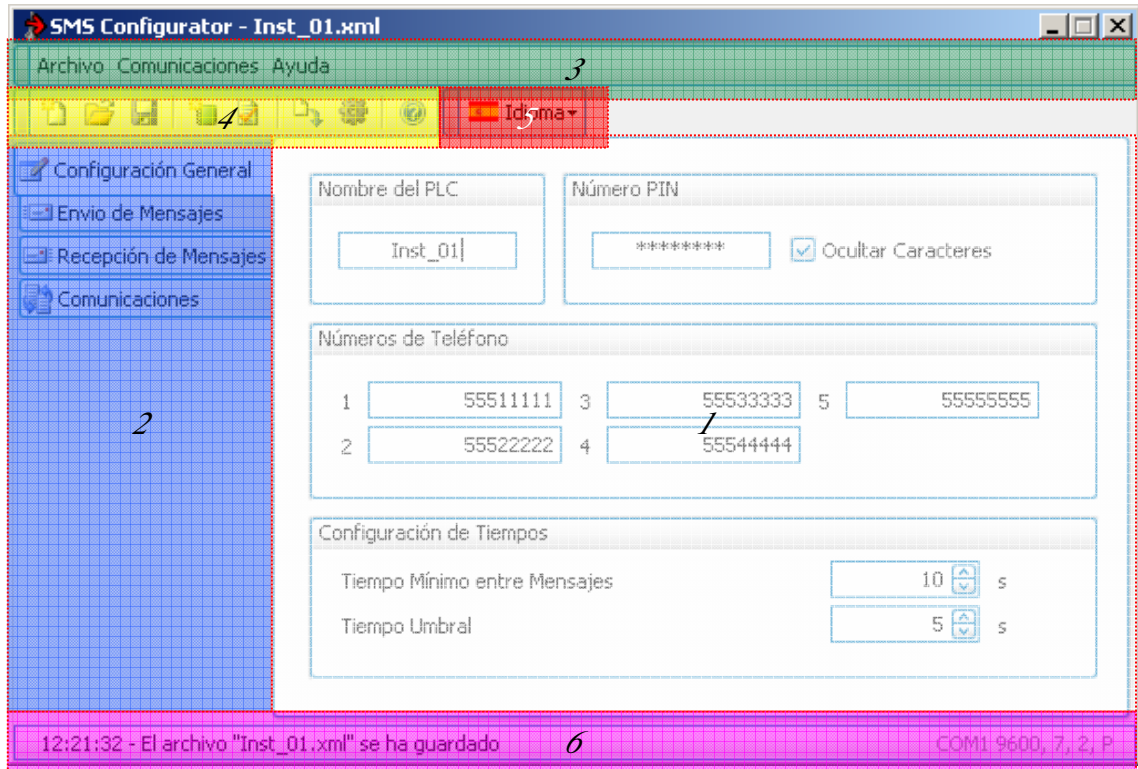 SMS Configurator - Inst_01.xml
Archivo Comunicaciones Ayuda
3
4
Idioma
5
Configuración General
Envio de Mensajes
Recepción de Mensajes
Comunicaciones
2
Nombre del PLC
Inst_01
Número PIN
******** Ocultar Caracteres
Números de Teléfono
1 55511111 3 55533333 5 55555555
1
2 55522222 4 55544444
Configuración de Tiempos
Tiempo Mínimo entre Mensajes 10 s
Tiempo Umbral 5 s
12:21:32 - El archivo "Inst_01.xml" se ha guardado
6
COM1 9600, 7, 2, P